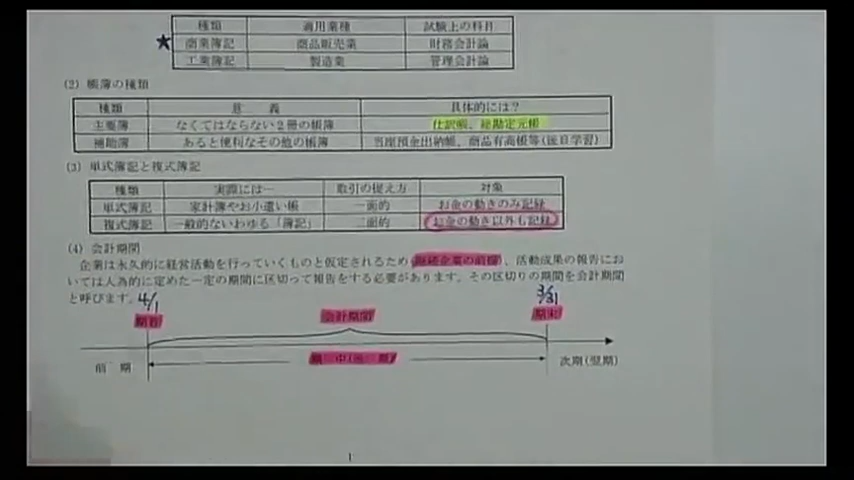 種類 適用業種 試験上の科目
★ 商業簿記 商品販売業 財務会計論
工業簿記 製造業 管理会計論
(2) 帳簿の種類
種類 意 義 具体的には?
主要簿 なくてはならない2冊の帳簿 仕訳帳、総勘定元帳
補助簿 あると便利なその他の帳簿 当座預金出納帳、商品有高帳等(後日学習)
(3) 単式簿記と複式簿記
種類 実際には… 取引の捉え方 対象
単式簿記 家計簿やお小遣い帳 一面的 お金の動きのみ記録
複式簿記 一般的ないわゆる「簿記」 二面的 お金の動き以外も記録
(4) 会計期間
企業は永久的に経営活動を行っていくものと仮定されるため(継続企業の前提)、活動成果の報告にお
いては人為的に定めた一定の期間に区切って報告をする必要があります。その区切りの期間を会計期間
と呼びます。
4/1 3/31
期首 会計期間 期末
前 期 期 中 次期(翌期)
1